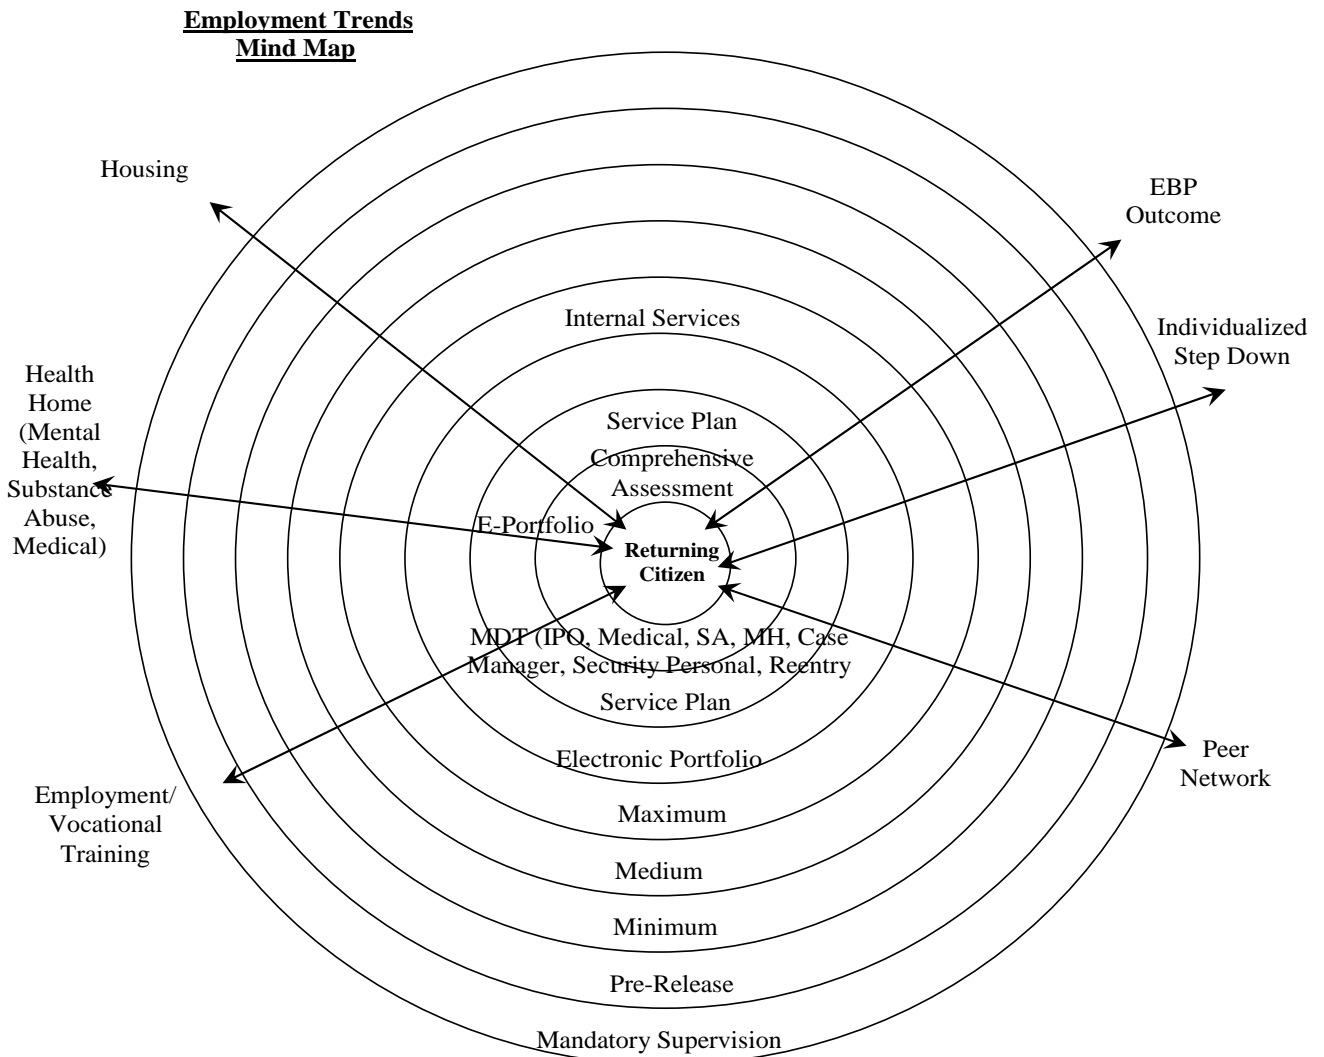 Employment Trends
Mind Map
Housing
EBP
Outcome
Internal Services
Individualized
Step Down
Health
Home
(Mental
Health,
Substance
Abuse,
Medical)
Service Plan
Comprehensive
Assessment
E-Portfolio
Returning
Citizen
MDT (IPO, Medical, SA, MH, Case
Manager, Security Personal, Reentry
Service Plan
Electronic Portfolio
Peer
Network
Employment/
Vocational
Training
Maximum
Medium
Minimum
Pre-Release
Mandatory Supervision